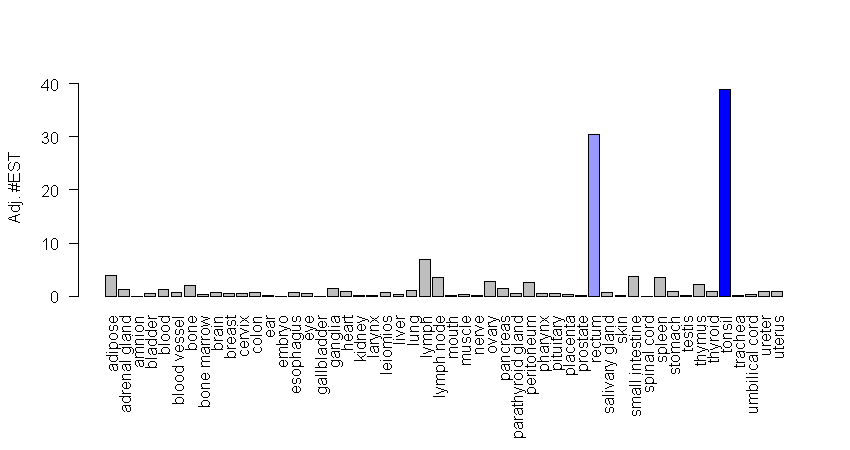 Adj. #EST
40
30
20
10
0
adipose
adrenal gland
amnion
bladder
blood
blood vessel
bone
bone marrow
brain
breast
cervix
colon
ear
embryo
esophagus
eye
gallbladder
ganglia
heart
kidney
larynx
leiomios
liver
lung
lymph
lymph node
mouth
muscle
nerve
ovary
pancreas
parathyroid gland
peritoneum
pharynx
pituitary
placenta
prostate
rectum
salivary gland
skin
small intestine
spinal cord
spleen
stomach
testis
thymus
thyroid
tonsil
trachea
umbilical cord
ureter
uterus